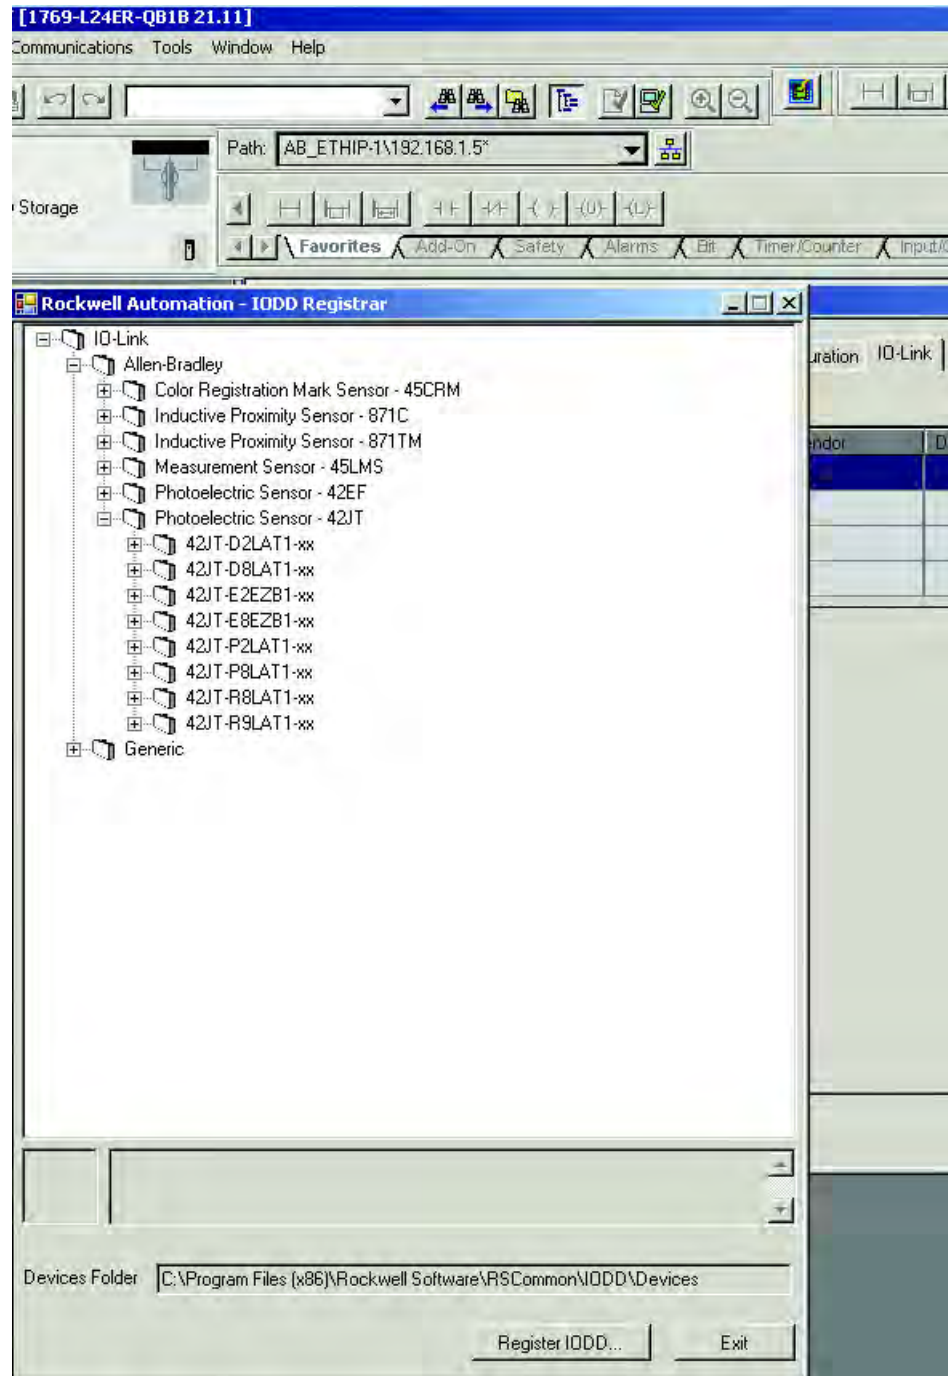 [1769-L24ER-QB1B 21.11]
Communications Tools Window Help
Path: AB_ETHIP-1\192.168.1.5*
Storage
Favorites Add-On Safety Alarms Bit Timer/Counter Input/
Rockwell Automation - IODD Registrar
IO-Link
uration IO-Link
Allen-Bradley
Color Registration Mark Sensor - 45CRM
Inductive Proximity Sensor - 871C
Inductive Proximity Sensor - 871TM
endor D
Measurement Sensor - 45LMS
Photoelectric Sensor - 42EF
Photoelectric Sensor - 42JT
42JT-D2LAT1-xx
42JT-D8LAT1-xx
42JT-E2EZB1-xx
42JT-E8EZB1-xx
42JT-P2LAT1-xx
42JT-P8LAT1-xx
42JT-R8LAT1-xx
42JT-R9LAT1-xx
Generic
Devices Folder C:\Program Files (x86)\Rockwell Software\RSCommon\IODD\Devices
Register IODD... Exit